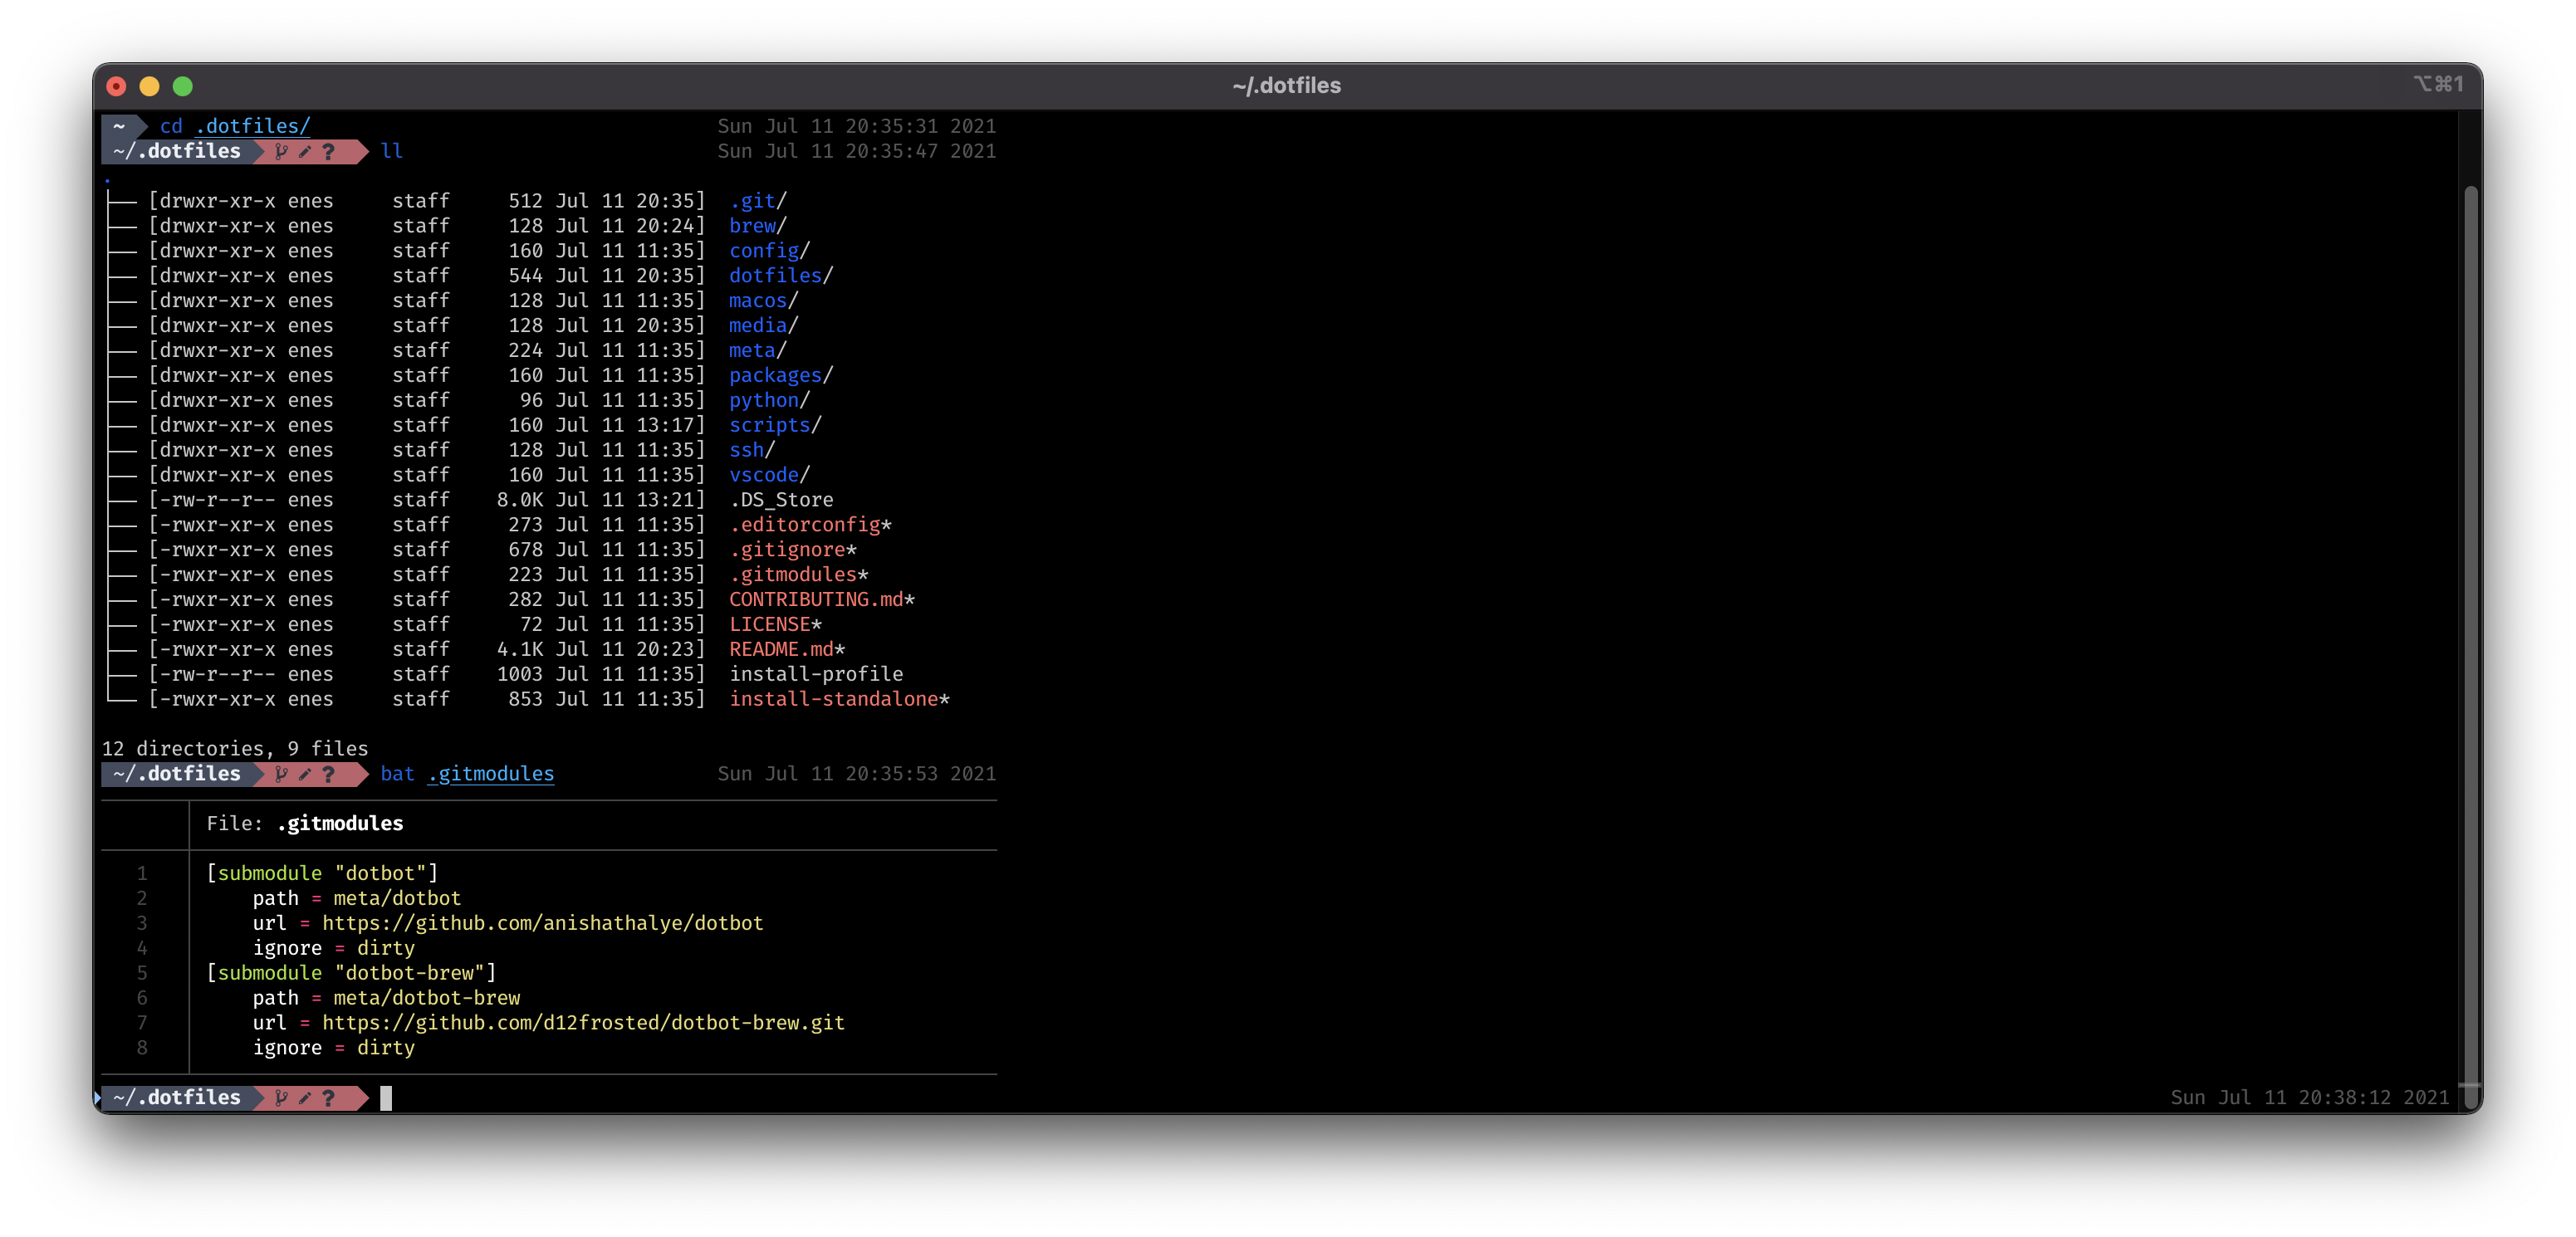 ~/.dotfiles ⌥⌘1
~ cd .dotfiles/ Sun Jul 11 20:35:31 2021
~/.dotfiles ? ll Sun Jul 11 20:35:47 2021
.
├── [drwxr-xr-x enes     staff     512 Jul 11 20:35]  .git/
├── [drwxr-xr-x enes     staff     128 Jul 11 20:24]  brew/
├── [drwxr-xr-x enes     staff     160 Jul 11 11:35]  config/
├── [drwxr-xr-x enes     staff     544 Jul 11 20:35]  dotfiles/
├── [drwxr-xr-x enes     staff     128 Jul 11 11:35]  macos/
├── [drwxr-xr-x enes     staff     128 Jul 11 20:35]  media/
├── [drwxr-xr-x enes     staff     224 Jul 11 11:35]  meta/
├── [drwxr-xr-x enes     staff     160 Jul 11 11:35]  packages/
├── [drwxr-xr-x enes     staff      96 Jul 11 11:35]  python/
├── [drwxr-xr-x enes     staff     160 Jul 11 13:17]  scripts/
├── [drwxr-xr-x enes     staff     128 Jul 11 11:35]  ssh/
├── [drwxr-xr-x enes     staff     160 Jul 11 11:35]  vscode/
├── [-rw-r--r-- enes     staff    8.0K Jul 11 13:21]  .DS_Store
├── [-rwxr-xr-x enes     staff     273 Jul 11 11:35]  .editorconfig*
├── [-rwxr-xr-x enes     staff     678 Jul 11 11:35]  .gitignore*
├── [-rwxr-xr-x enes     staff     223 Jul 11 11:35]  .gitmodules*
├── [-rwxr-xr-x enes     staff     282 Jul 11 11:35]  CONTRIBUTING.md*
├── [-rwxr-xr-x enes     staff      72 Jul 11 11:35]  LICENSE*
├── [-rwxr-xr-x enes     staff    4.1K Jul 11 20:23]  README.md*
├── [-rw-r--r-- enes     staff    1003 Jul 11 11:35]  install-profile
└── [-rwxr-xr-x enes     staff     853 Jul 11 11:35]  install-standalone*
12 directories, 9 files
~/.dotfiles ? bat .gitmodules Sun Jul 11 20:35:53 2021
File: .gitmodules
1 [submodule "dotbot"]
2     path = meta/dotbot
3     url = https://github.com/anishathalye/dotbot
4     ignore = dirty
5 [submodule "dotbot-brew"]
6     path = meta/dotbot-brew
7     url = https://github.com/d12frosted/dotbot-brew.git
8     ignore = dirty
~/.dotfiles ? Sun Jul 11 20:38:12 2021